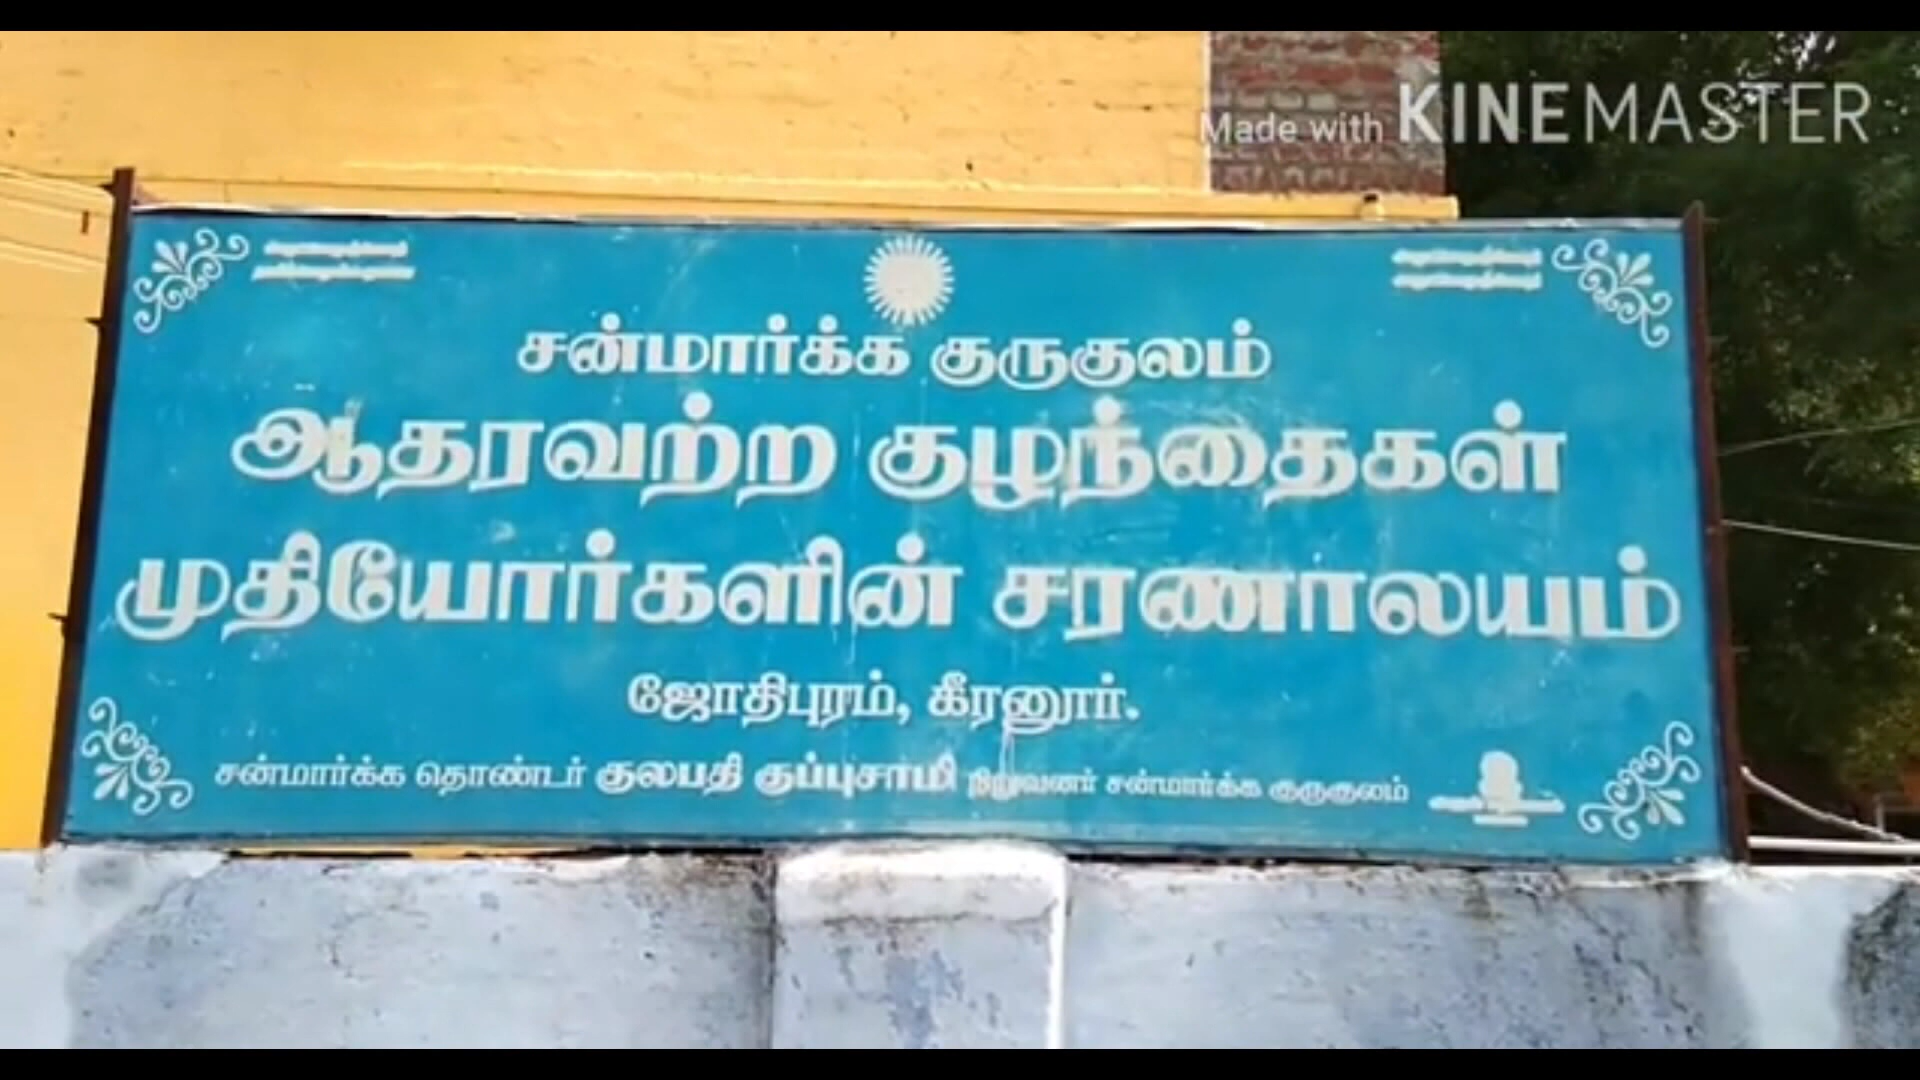 Made with KINEMASTER
சன்மார்க்க குருகுலம்
ஆதரவற்ற குழந்தைகள்
முதியோர்களின் சரணாலயம்
ஜோதிபுரம், கீரனூர்.
சன்மார்க்க தொண்டர் குலபதி குப்புசாமி நிறுவனர் சன்மார்க்க குருகுலம்